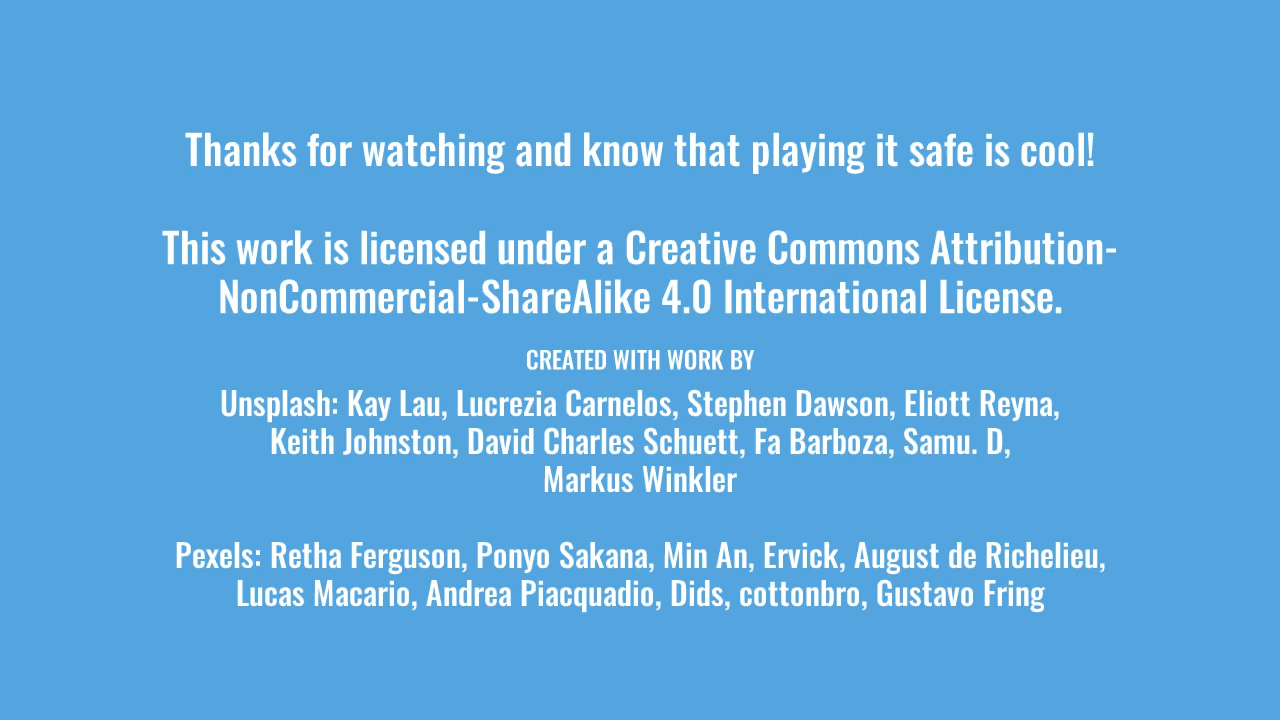 Thanks for watching and know that playing it safe is cool!
This work is licensed under a Creative Commons Attribution-
NonCommercial-ShareAlike 4.0 International License.
CREATED WITH WORK BY
Unsplash: Kay Lau, Lucrezia Carnelos, Stephen Dawson, Eliott Reyna,
Keith Johnston, David Charles Schuett, Fa Barboza, Samu. D,
Markus Winkler
Pexels: Retha Ferguson, Ponyo Sakana, Min An, Ervick, August de Richelieu,
Lucas Macario, Andrea Piacquadio, Dids, cottonbro, Gustavo Fring